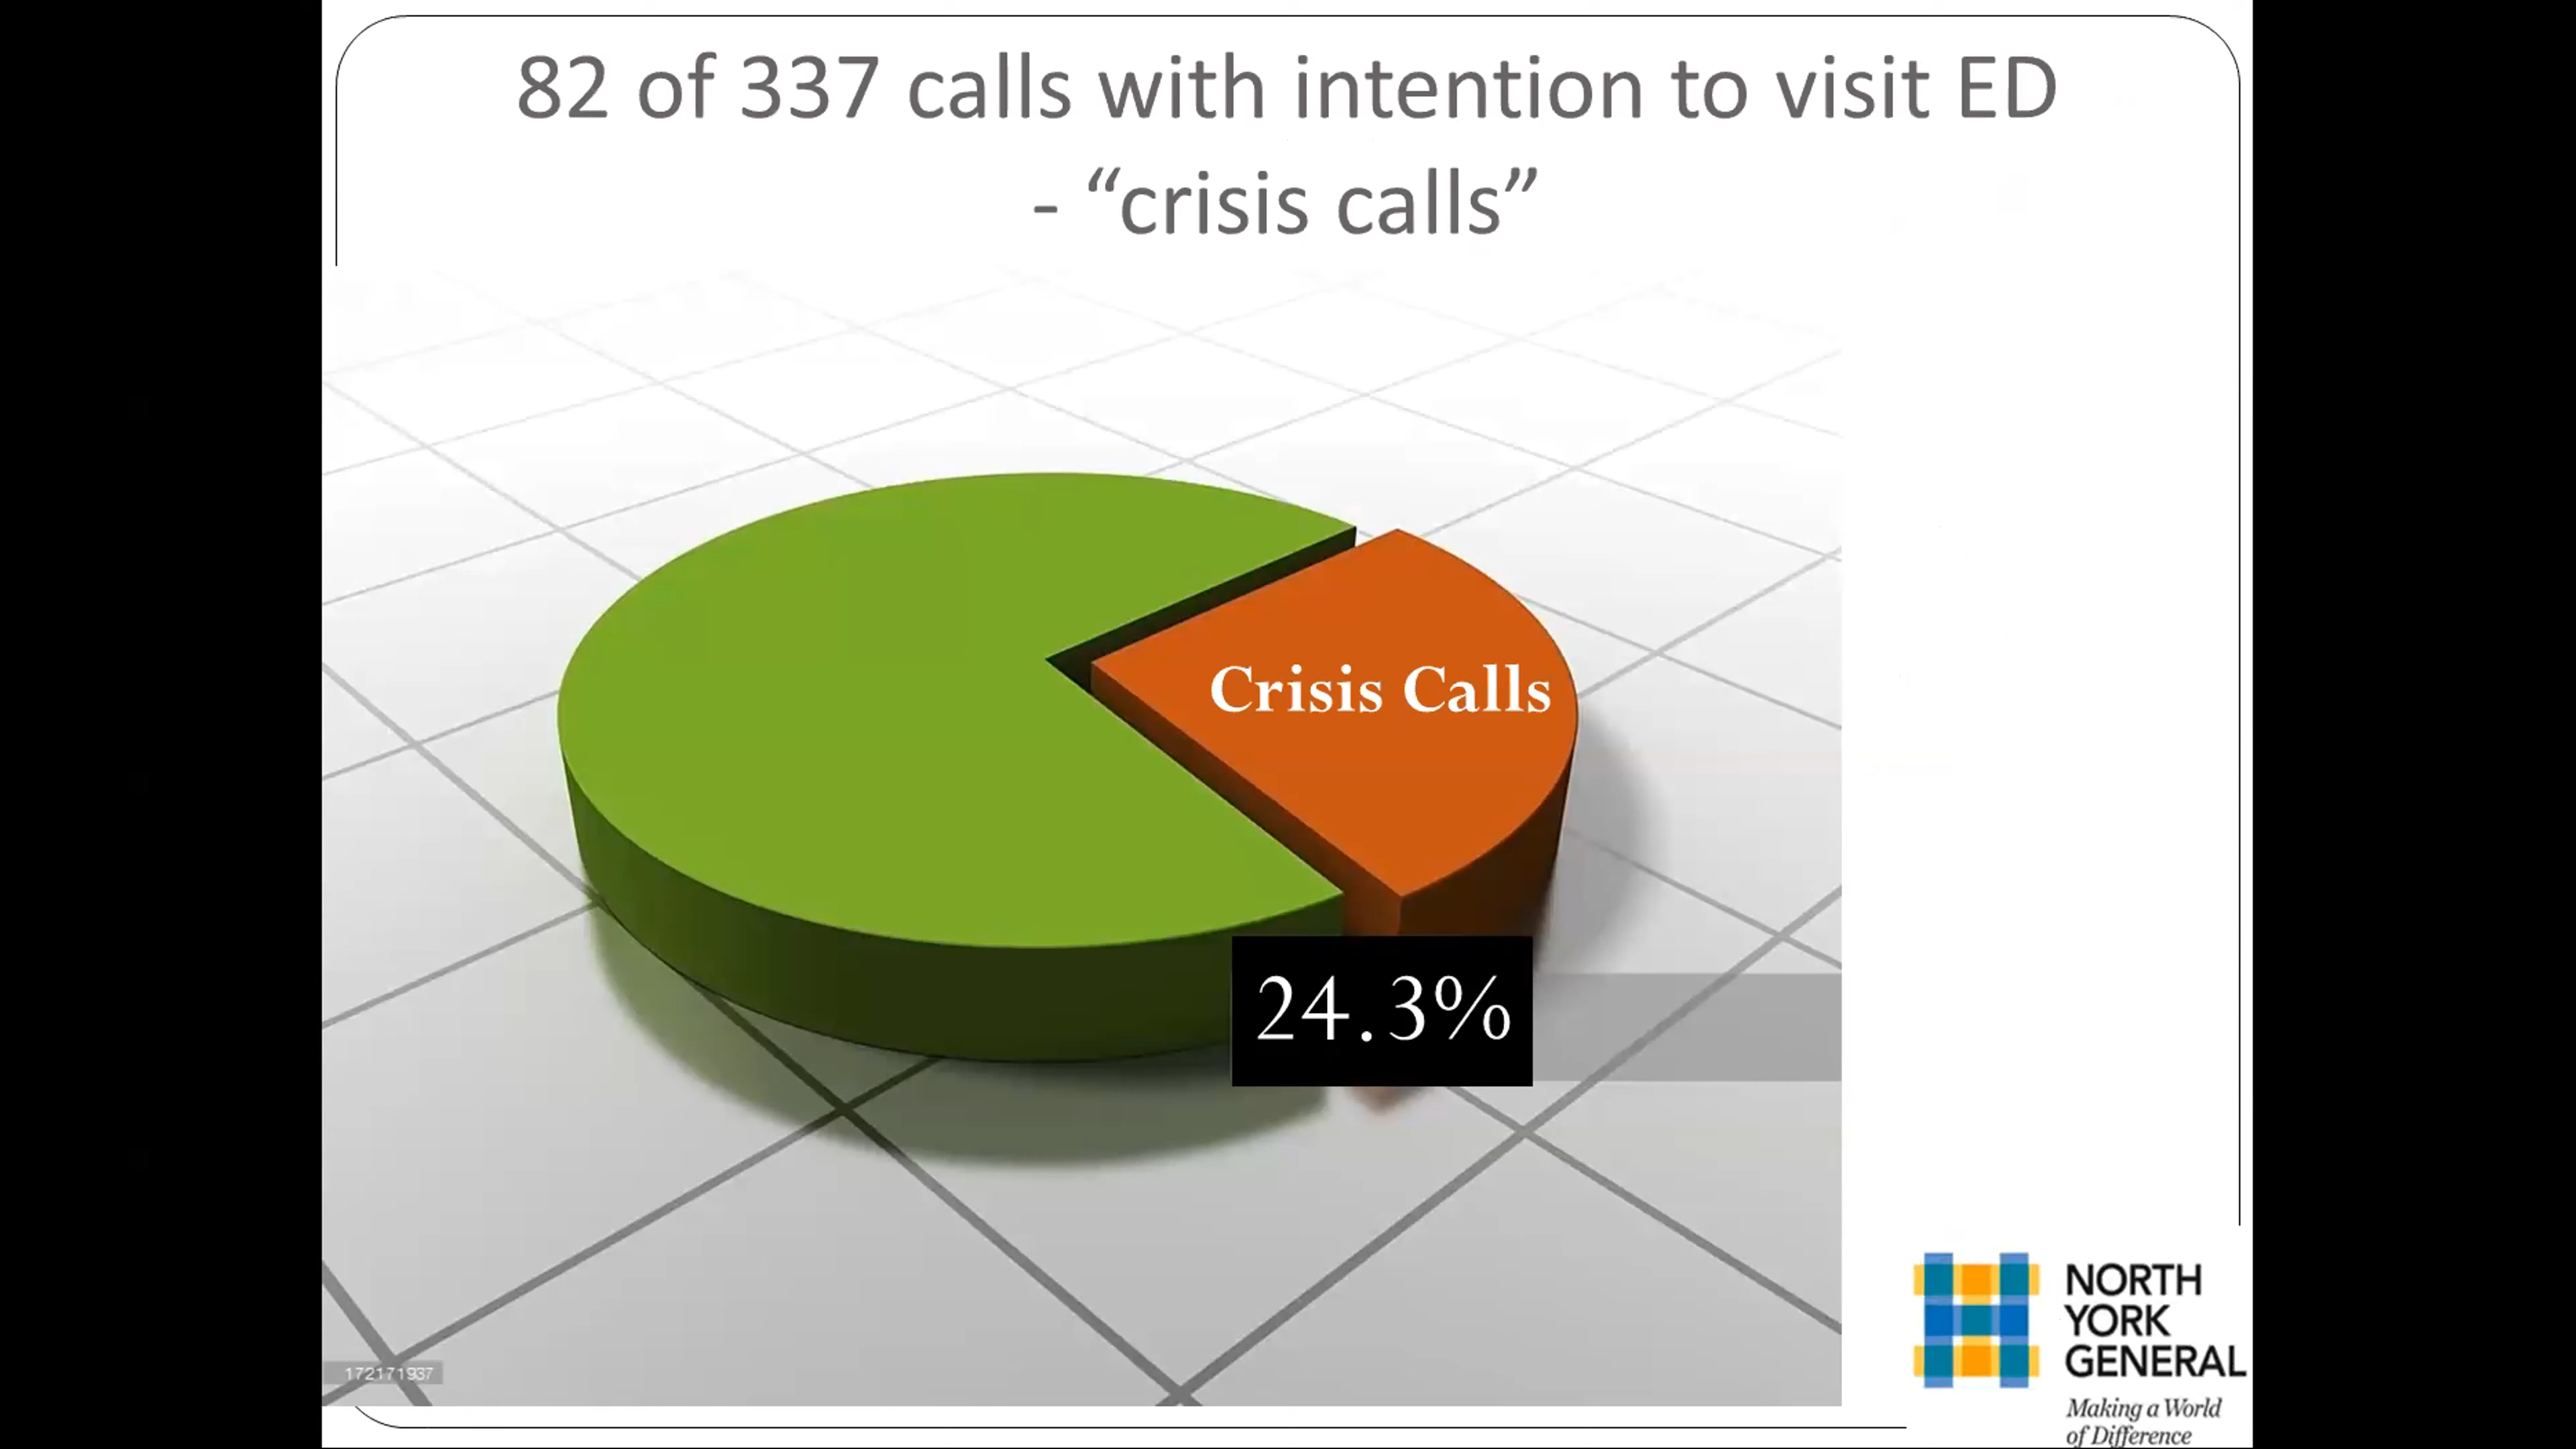 82 of 337 calls with intention to visit ED
- “crisis calls”
Crisis Calls
24.3%
172171937
NORTH
YORK
GENERAL
Making a World
of Difference